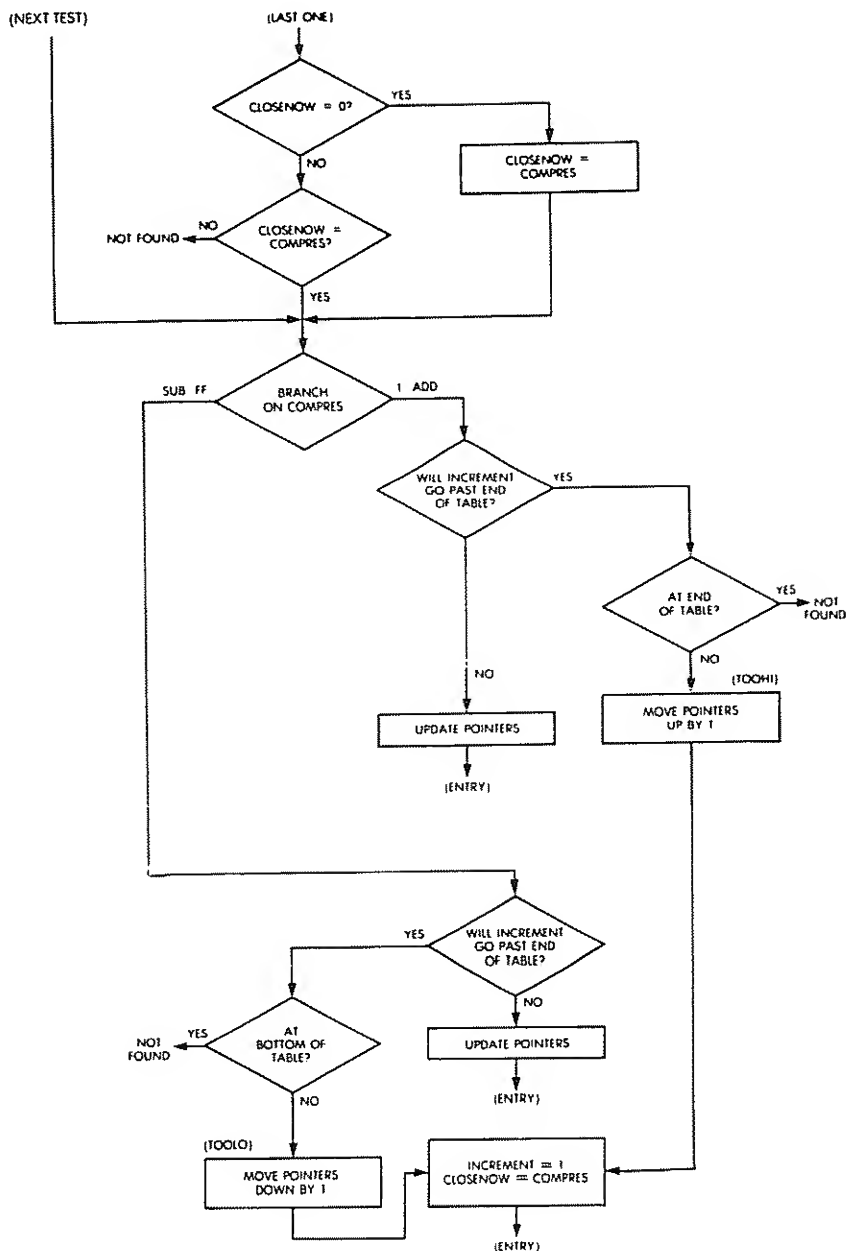 (NEXT TEST)
(LAST ONE)
CLOSENOW = 0?
YES
NO
CLOSENOW =
COMPRES
NO
NOT FOUND
CLOSENOW =
COMPRES?
YES
SUB FF
BRANCH
ON COMPRES
1 ADD
WILL INCREMENT
GO PAST END
OF TABLE?
YES
AT END
OF TABLE?
YES
NOT
FOUND
NO
NO
(TOOHI)
UPDATE POINTERS
MOVE POINTERS
UP BY 1
(ENTRY)
YES
WILL INCREMENT
GO PAST END
OF TABLE?
NO
NOT
FOUND
YES
AT
BOTTOM OF
TABLE?
UPDATE POINTERS
NO
(ENTRY)
(TOOLO)
MOVE POINTERS
DOWN BY 1
INCREMENT = 1
CLOSENOW = COMPRES
(ENTRY)